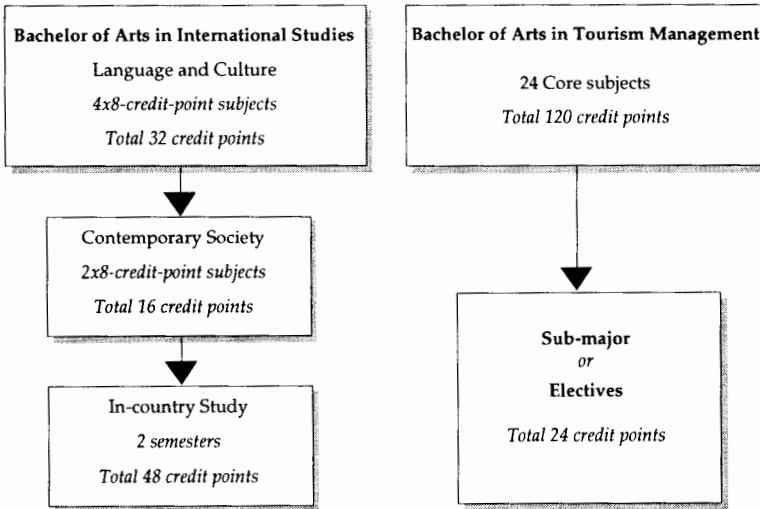 Bachelor of Arts in International Studies
Language and Culture
4x8-credit-point subjects
Total 32 credit points
Contemporary Society
2x8-credit-point subjects
Total 16 credit points
In-country Study
2 semesters
Total 48 credit points
Bachelor of Arts in Tourism Management
24 Core subjects
Total 120 credit points
Sub-major
or
Electives
Total 24 credit points